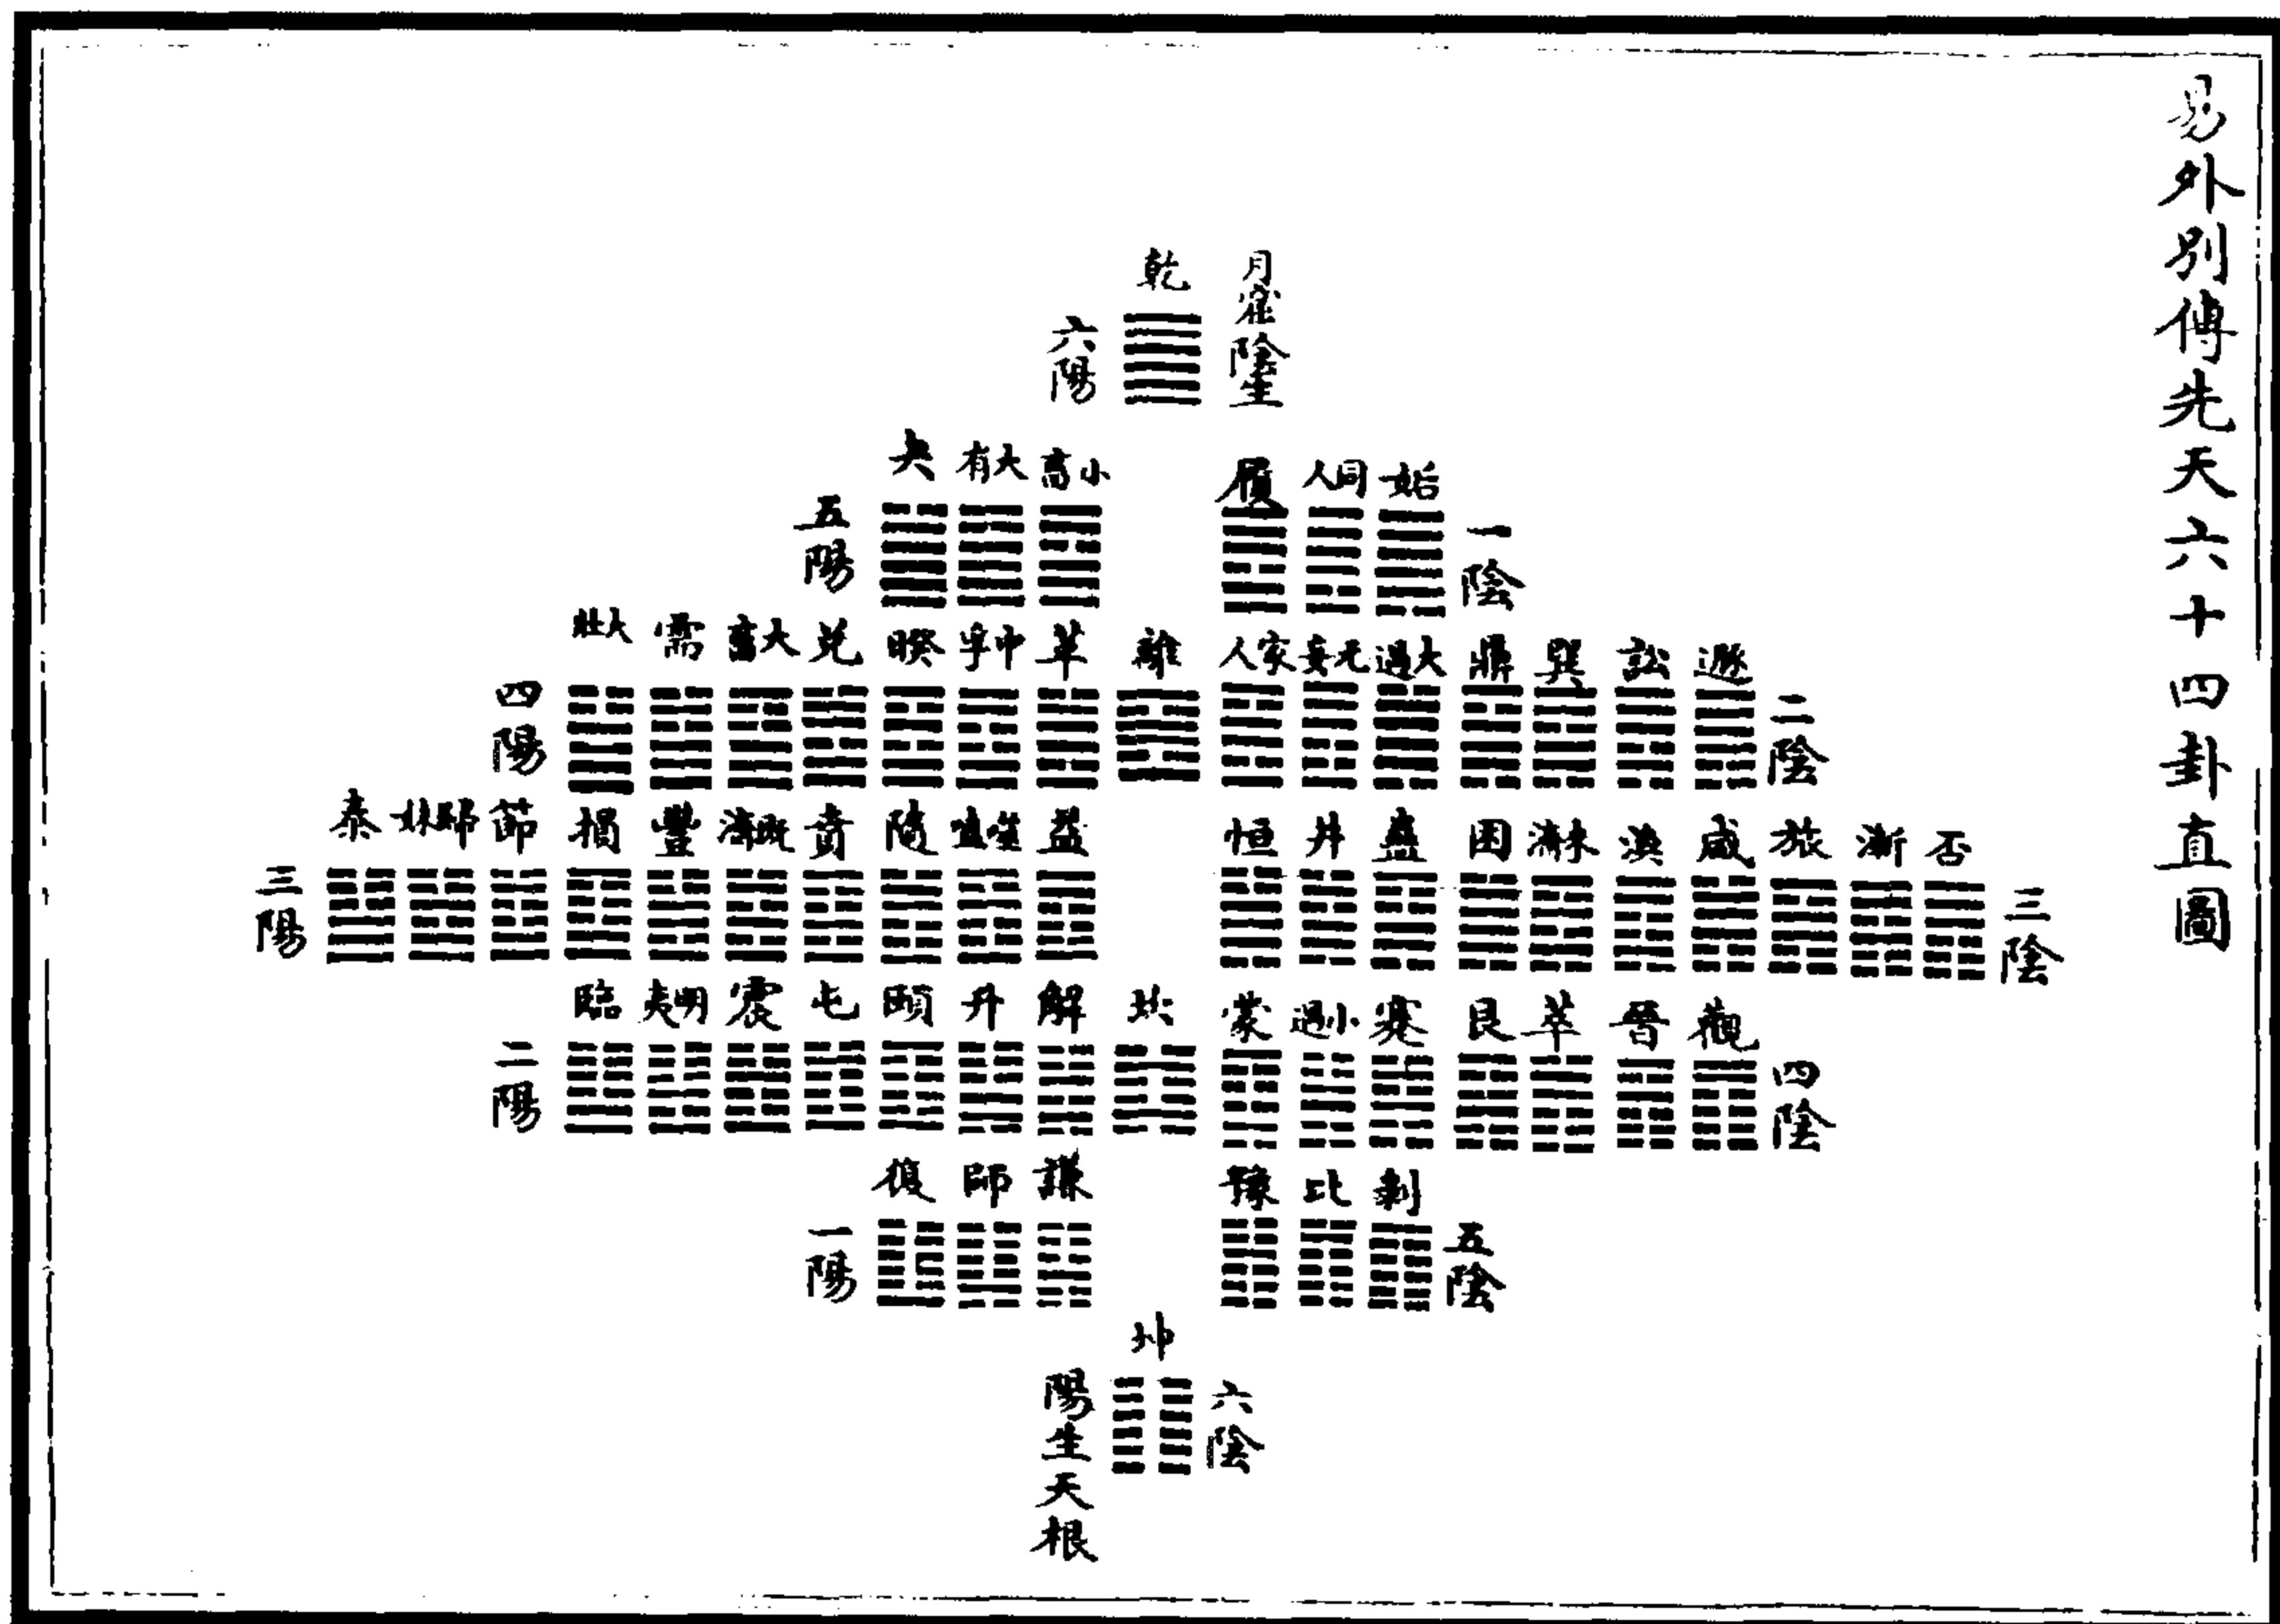 易外別傳先天六十四卦直圖
月窟陰生
乾
六陽
一陰
姤
同人
履
小畜
大有
夬
五陽
二陰
遯
訟
巽
鼎
大過
无妄
家人
離
革
中孚
睽
兌
大畜
需
大壯
四陽
三陰
否
漸
旅
咸
渙
未濟
困
蠱
井
恒
益
噬嗑
隨
賁
既濟
豐
損
節
歸妹
泰
三陽
四陰
觀
晉
萃
艮
蹇
小過
蒙
坎
解
升
頤
屯
震
明夷
臨
二陽
五陰
剝
比
豫
謙
師
復
一陽
六陰
坤
陽生天根